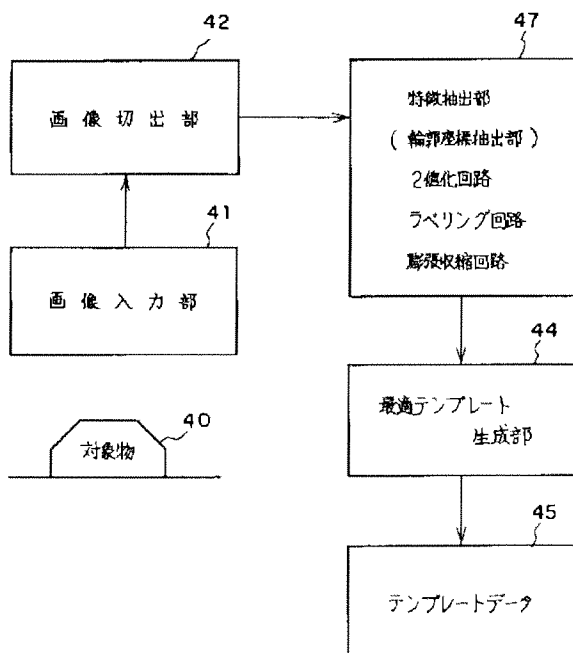 42
画像切出部
41
画像入力部
40
対象物
47
特徴抽出部
(輪郭座標抽出部)
2値化回路
ラベリング回路
膨張収縮回路
44
最適テンプレート
生成部
45
テンプレートデータ